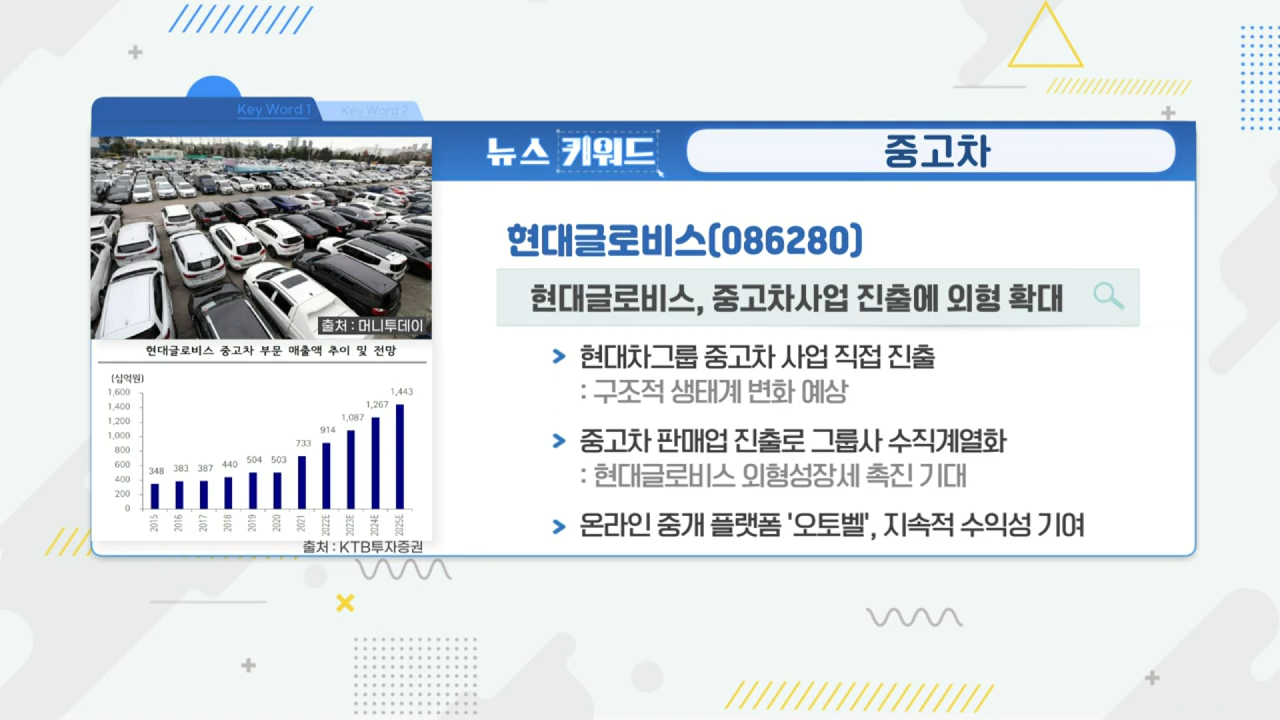 Key Word 1
Key Word 2
뉴스 키워드
중고차
현대글로비스(086280)
현대글로비스, 중고차사업 진출에 외형 확대
> 현대차그룹 중고차 사업 직접 진출
: 구조적 생태계 변화 예상
> 중고차 판매업 진출로 그룹사 수직계열화
: 현대글로비스 외형성장세 촉진 기대
> 온라인 중개 플랫폼 '오토벨', 지속적 수익성 기여
출처 : 머니투데이
현대글로비스 중고차 부문 매출액 추이 및 전망
(십억원)
1,600
1,400
1,200
1,000
800
600
400
200
0
348
383
387
440
504
503
733
914
1,087
1,267
1,443
2015
2016
2017
2018
2019
2020
2021
2022E
2023E
2024E
2025E
출처 : KTB투자증권